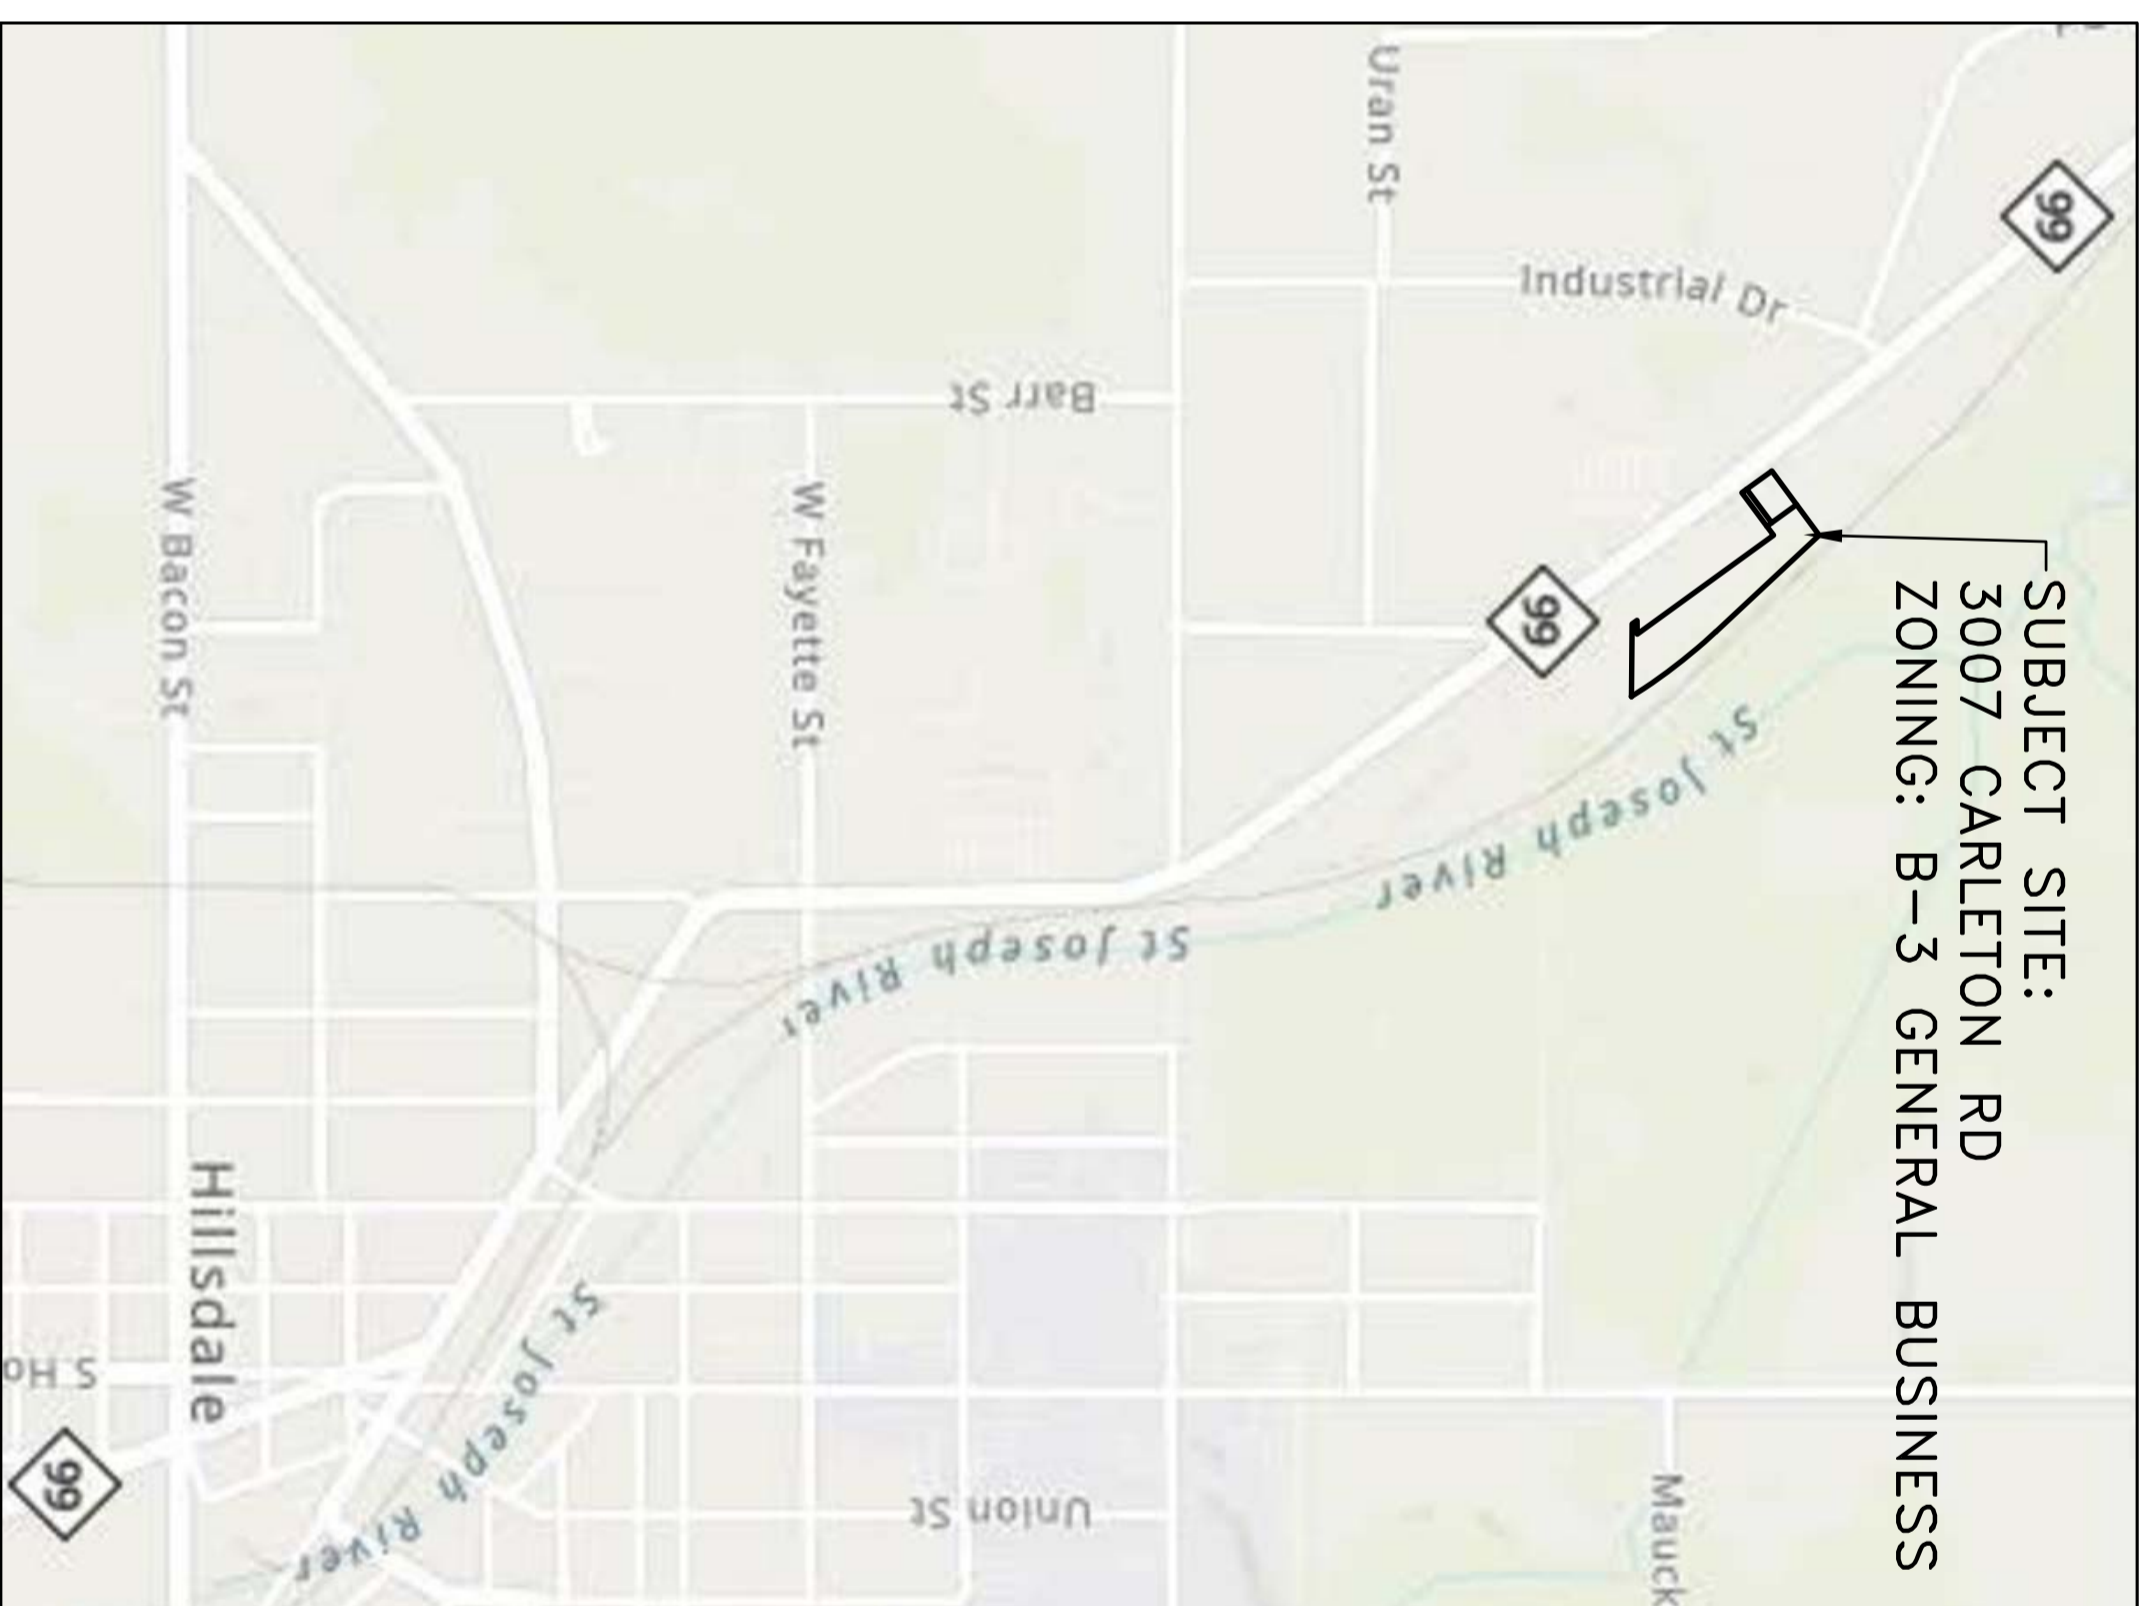 SUBJECT SITE:
3007 CARLETON RD
ZONING: B-3 GENERAL BUSINESS
99
Industrial Dr
Uran St
99
St Joseph River
Mauck
Barr St
W Fayette St
St Joseph River
Union St
W Bacon St
St Joseph River
Hillsdale
S Ho
99